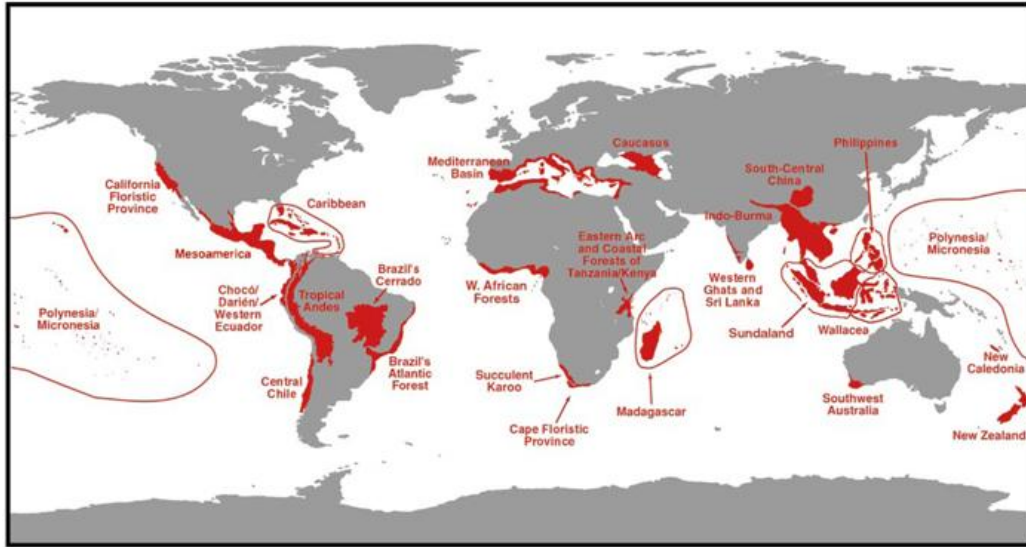 California
Floristic
Province
Mesoamerica
Caribbean
Polynesia/
Micronesia
Chocó/
Darién/
Western
Ecuador
Tropical
Andes
Brazil's
Cerrado
Brazil's
Atlantic
Forest
Central
Chile
Mediterranean
Basin
Caucasus
W. African
Forests
Eastern Arc
and Coastal
Forests of
Tanzania/Kenya
Succulent
Karoo
Cape Floristic
Province
Madagascar
South-Central
China
Indo-Burma
Western
Ghats and
Sri Lanka
Philippines
Sundaland
Wallacea
Polynesia/
Micronesia
Southwest
Australia
New
Caledonia
New Zealand